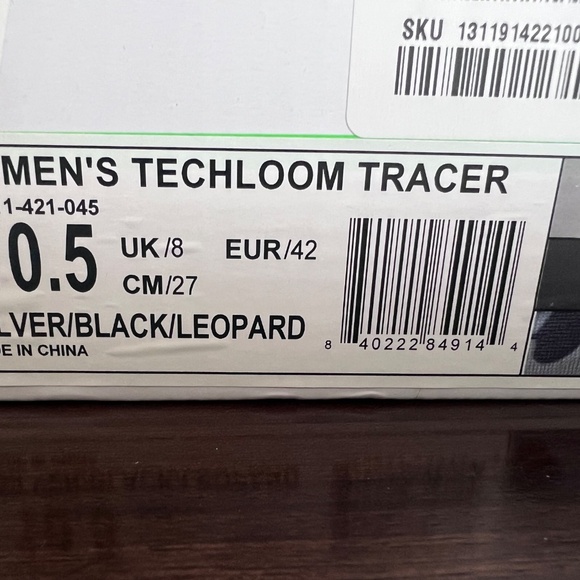 SKU 131191422100
MEN'S TECHLOOM TRACER
1-421-045
0.5 UK/8 EUR/42
CM/27
LVER/BLACK/LEOPARD
E IN CHINA
8 40222 84914 4